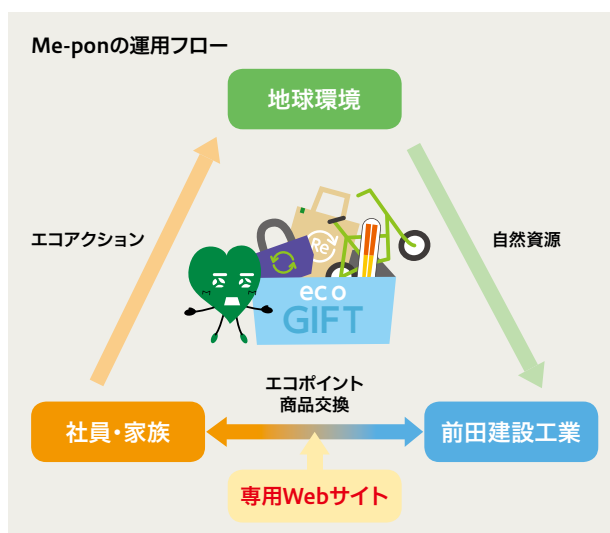 Me-ponの運用フロー
地球環境
エコアクション
自然資源
Re
eco
GIFT
エコポイント
商品交換
社員・家族
前田建設工業
専用Webサイト